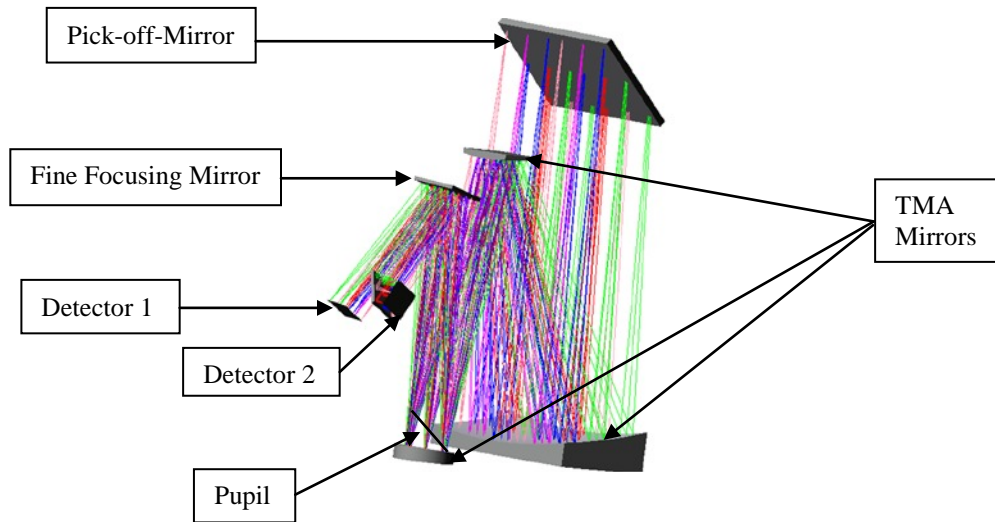 Pick-off-Mirror
Fine Focusing Mirror
TMA
Mirrors
Detector 1
Detector 2
Pupil